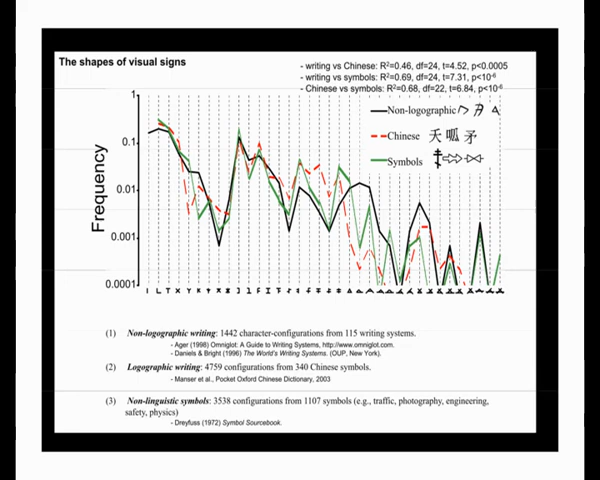 The shapes of visual signs
- writing vs Chinese: R²=0.46, df=24, t=4.52, p<0.0005
- writing vs symbols: R²=0.69, df=24, t=7.31, p<10⁻⁶
- Chinese vs symbols: R²=0.68, df=22, t=6.84, p<10⁻⁶
1
0.1
0.01
0.001
0.0001
Frequency
Non-logographic
Chinese 天 呱 矛
Symbols
(1) Non-logographic writing: 1442 character-configurations from 115 writing systems.
- Ager (1998) Omniglot: A Guide to Writing Systems, http://www.omniglot.com.
- Daniels & Bright (1996) The World's Writing Systems. (OUP, New York).
(2) Logographic writing: 4759 configurations from 340 Chinese symbols.
- Manser et al., Pocket Oxford Chinese Dictionary, 2003
(3) Non-linguistic symbols: 3538 configurations from 1107 symbols (e.g., traffic, photography, engineering,
safety, physics)
- Dreyfuss (1972) Symbol Sourcebook.